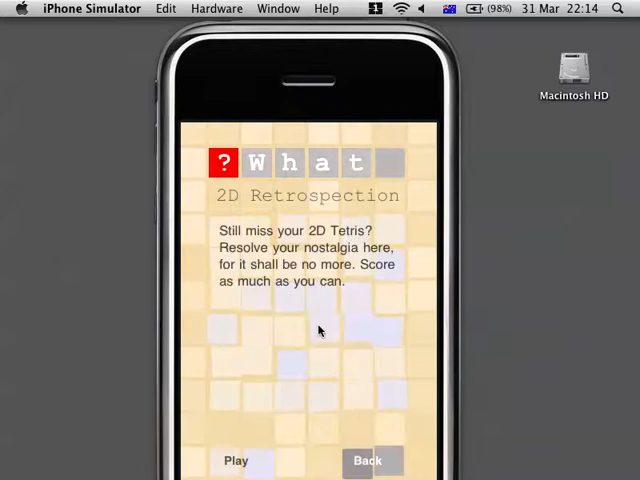 iPhone Simulator Edit Hardware Window Help 1 (98%) 31 Mar 22:14
Macintosh HD
? What
2D Retrospection
Still miss your 2D Tetris?
Resolve your nostalgia here,
for it shall be no more. Score
as much as you can.
Play Back